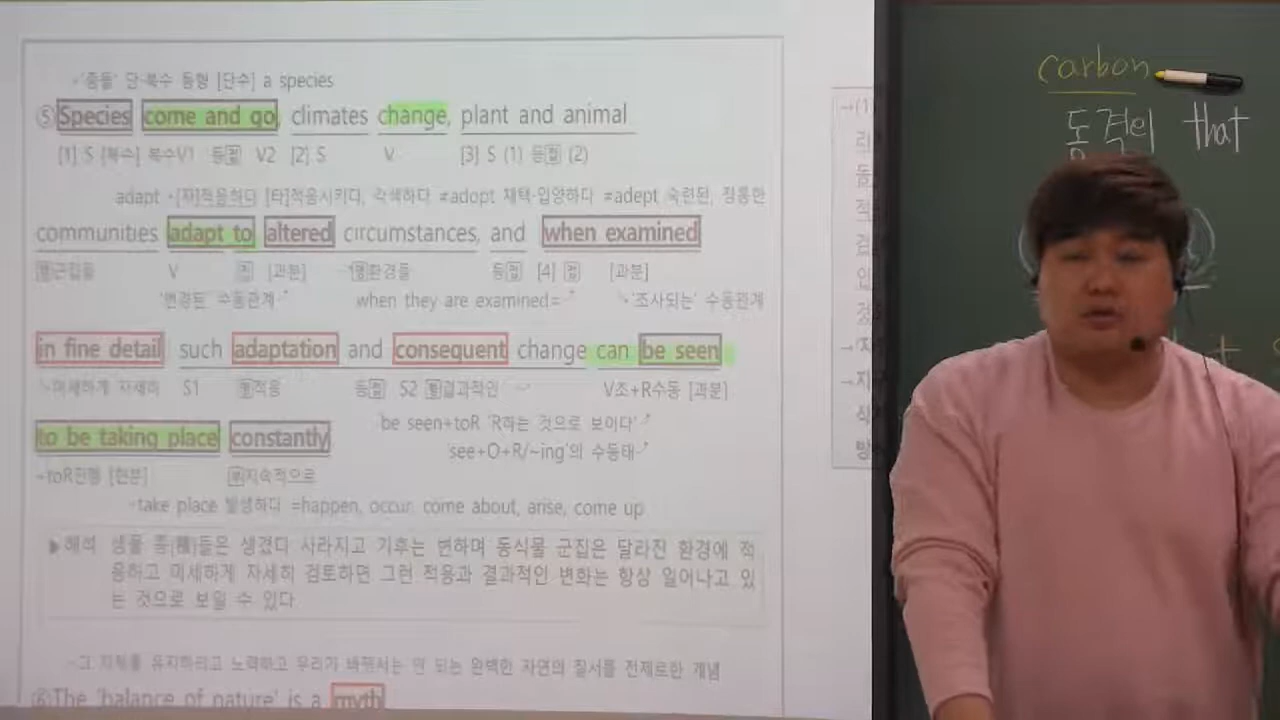 '종들' 단·복수 동형 [단수] a species
⑤Species come and go, climates change, plant and animal
[1] S [복수] 복수V1 등접 V2 [2] S V [3] S (1) 등접 (2)
adapt [자]적응하다 [타]적응시키다, 각색하다 ≠adopt 채택·입양하다 ≠adept 숙련된, 정통한
communities adapt to altered circumstances, and when examined
명군집들 V 전 [과분] 명환경들 등접 [4] 접 [과분]
'변경된' 수동관계 when they are examined= '조사되는' 수동관계
in fine detail such adaptation and consequent change can be seen
미세하게 자세히 S1 명적응 등접 S2 형결과적인 V조+R수동 [과분]
to be taking place constantly
be seen+toR 'R하는 것으로 보이다'
'see+O+R/~ing'의 수동태
toR진행 [현분] 부지속적으로
take place 발생하다 =happen, occur, come about, arise, come up
▶해석 생물 종(種)들은 생겼다 사라지고 기후는 변하며 동식물 군집은 달라진 환경에 적
응하고 미세하게 자세히 검토하면 그런 적응과 결과적인 변화는 항상 일어나고 있
는 것으로 보일 수 있다
그 자체를 유지하려고 노력하고 우리가 바꿔서는 안 되는 완벽한 자연의 질서를 전제로한 개념
⑥The 'balance of nature' is a myth
carbon
동격의 that